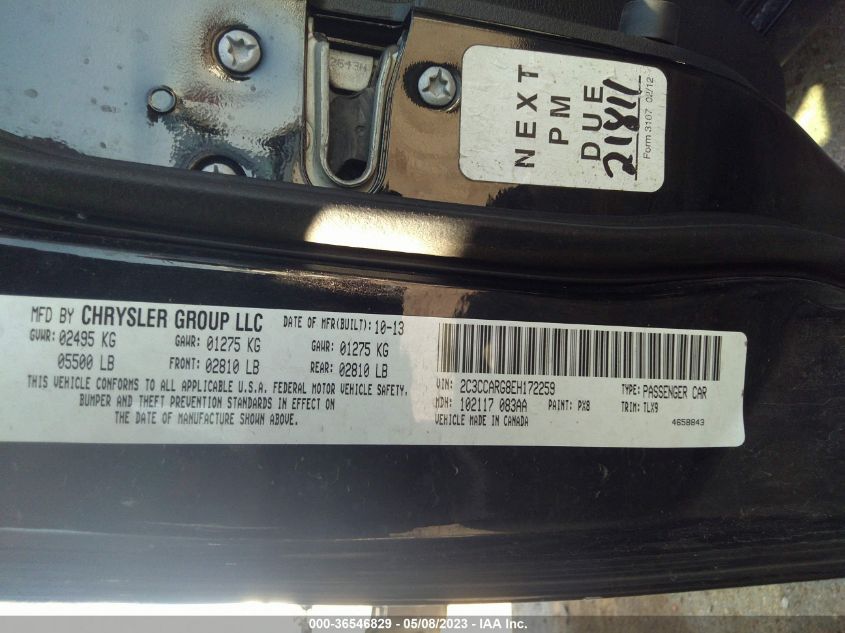 2643H
NEXT
PM
DUE
21811
Form 3107 02/12
MFD BY CHRYSLER GROUP LLC DATE OF MFR(BUILT): 10-13
GVWR: 02495 KG GAWR: 01275 KG GAWR: 01275 KG
05500 LB FRONT: 02810 LB REAR: 02810 LB
THIS VEHICLE CONFORMS TO ALL APPLICABLE U.S.A. FEDERAL MOTOR VEHICLE SAFETY,
BUMPER AND THEFT PREVENTION STANDARDS IN EFFECT ON
THE DATE OF MANUFACTURE SHOWN ABOVE.
VIN: 2C3CCARG8EH172259 TYPE: PASSENGER CAR
MDH: 102117 083AA PAINT: PX8 TRIM: TLX9
VEHICLE MADE IN CANADA 4658843
000-36546829 — 05/08/2023 — © IAA Inc.